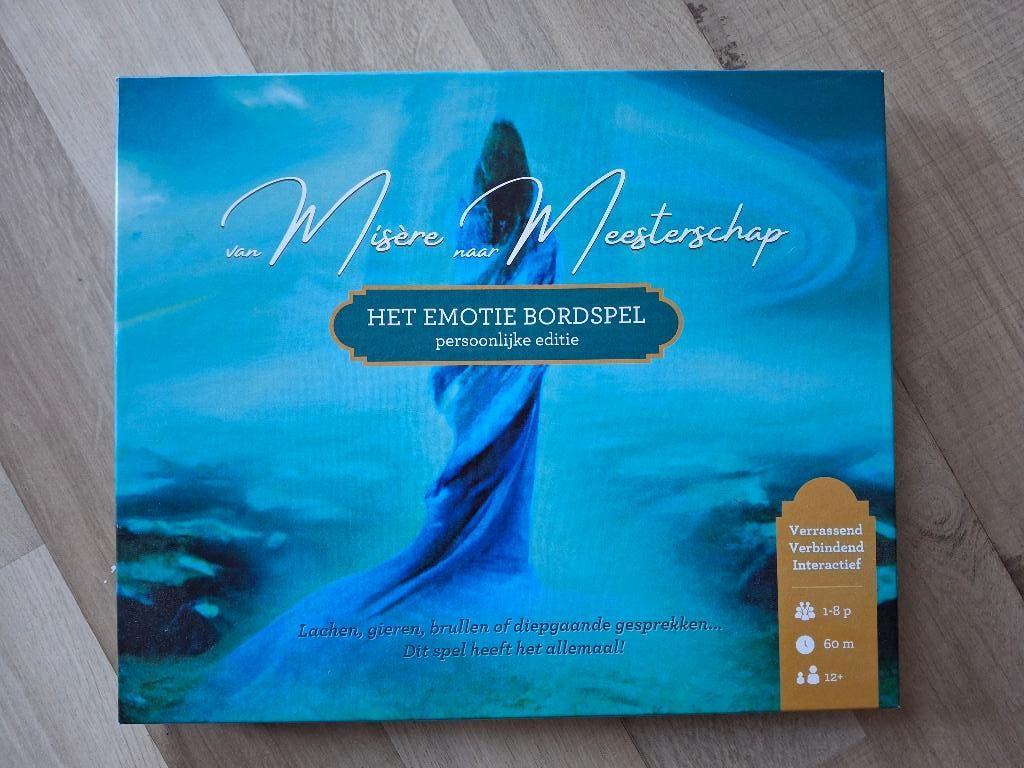 van Misère naar Meesterschap
HET EMOTIE BORDSPEL
persoonlijke editie
Verrassend
Verbindend
Interactief
1-8 p
60 m
12+
Lachen, gieren, brullen of diepgaande gesprekken...
Dit spel heeft het allemaal!